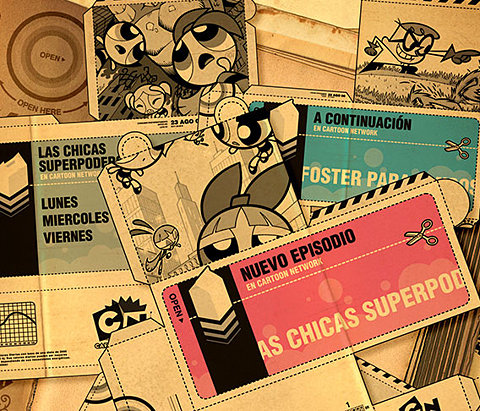 OPEN
OPEN HERE
23 AGO
LAS CHICAS
SUPERPODER
EN CARTOON NETWORK
LUNES
MIERCOLES
VIERNES
A CONTINUACIÓN
EN CARTOON NETWORK
FOSTER PARA
OPEN
NUEVO EPISODIO
EN CARTOON NETWORK
AS CHICAS SUPERPOD
CN